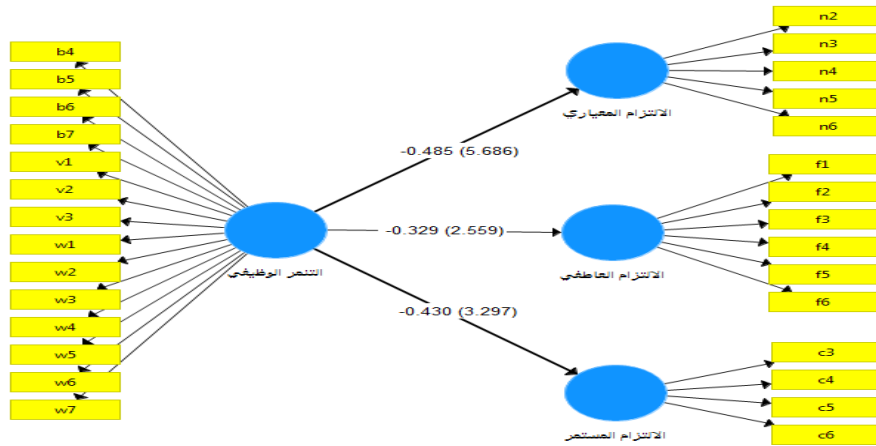 b4
b5
b6
b7
v1
v2
v3
w1
w2
w3
w4
w5
w6
w7
التنمر الوظيفي
-0.485 (5.686)
-0.329 (2.559)
-0.430 (3.297)
الالتزام المعياري
الالتزام العاطفي
الالتزام المستمر
n2
n3
n4
n5
n6
f1
f2
f3
f4
f5
f6
c3
c4
c5
c6